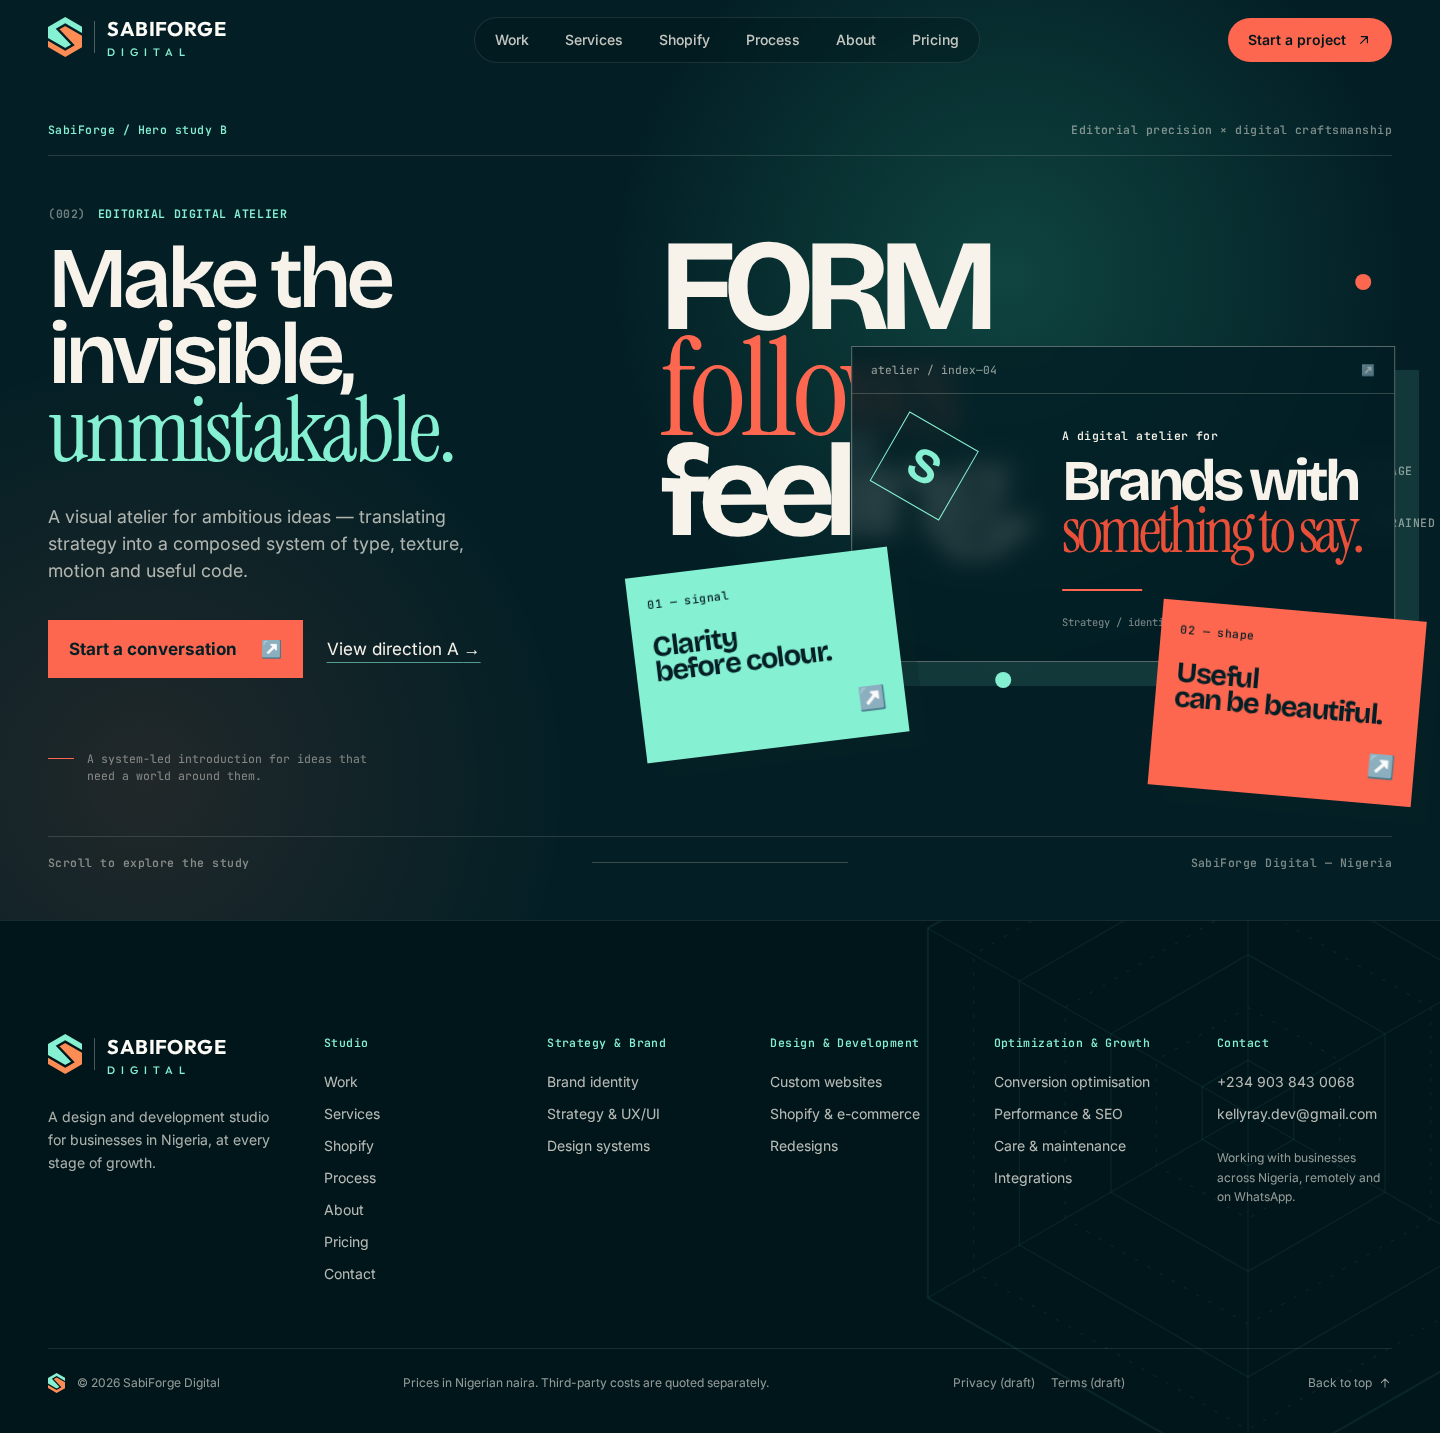 SABIFORGE
DIGITAL
Work
Services
Shopify
Process
About
Pricing
Start a project ↗
SabiForge / Hero study B
Editorial precision × digital craftsmanship
(002) EDITORIAL DIGITAL ATELIER
Make the
invisible,
unmistakable.
A visual atelier for ambitious ideas — translating
strategy into a composed system of type, texture,
motion and useful code.
Start a conversation ↗
View direction A →
A system-led introduction for ideas that
need a world around them.
FORM
follo
feel
atelier / index—04 ↗
S
A digital atelier for
Brands with
something to say.
Strategy / identi
AGE
RAINED
01 — signal
Clarity
before colour.
↗
02 — shape
Useful
can be beautiful.
↗
Scroll to explore the study
SabiForge Digital — Nigeria
SABIFORGE
DIGITAL
A design and development studio
for businesses in Nigeria, at every
stage of growth.
Studio
Work
Services
Shopify
Process
About
Pricing
Contact
Strategy & Brand
Brand identity
Strategy & UX/UI
Design systems
Design & Development
Custom websites
Shopify & e-commerce
Redesigns
Optimization & Growth
Conversion optimisation
Performance & SEO
Care & maintenance
Integrations
Contact
+234 903 843 0068
kellyray.dev@gmail.com
Working with businesses
across Nigeria, remotely and
on WhatsApp.
© 2026 SabiForge Digital
Prices in Nigerian naira. Third-party costs are quoted separately.
Privacy (draft)
Terms (draft)
Back to top ↑